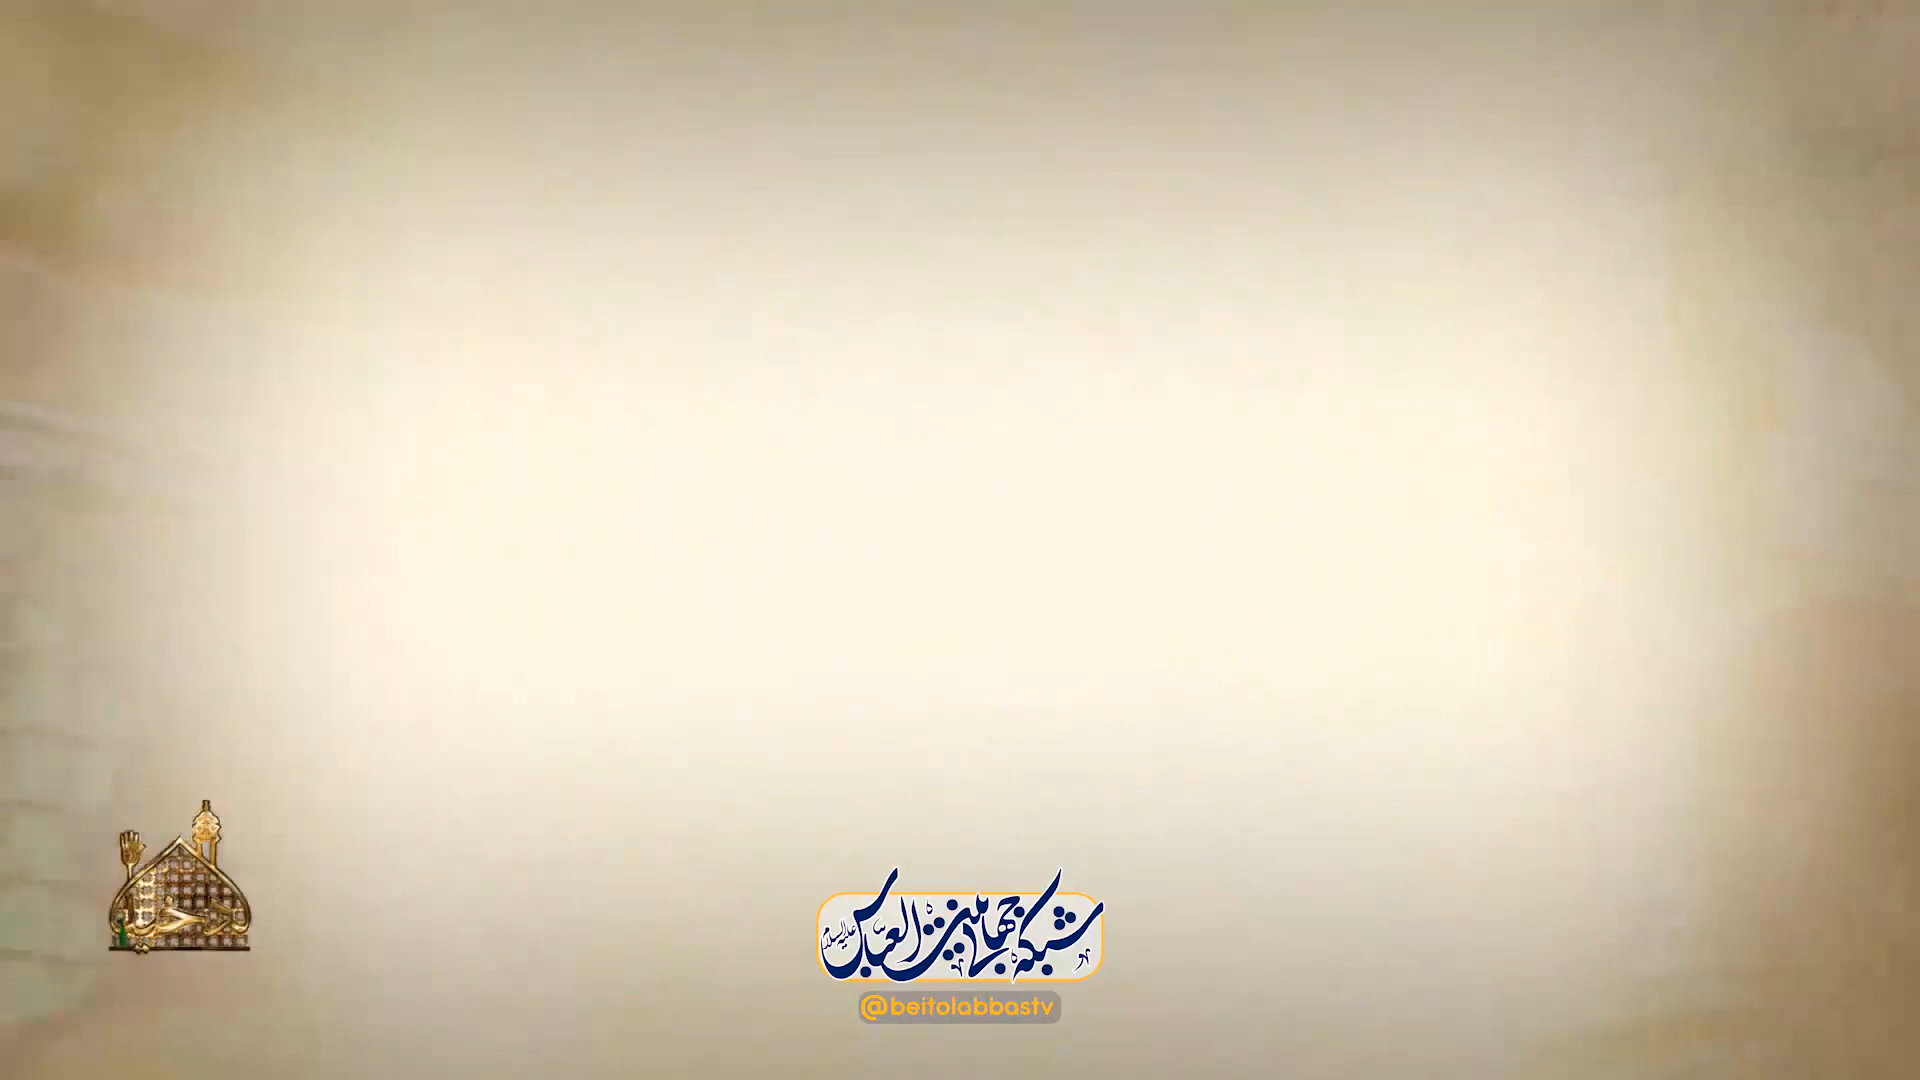 شبکه جهانی بیت العباس علیه السلام
@beitolabbastv